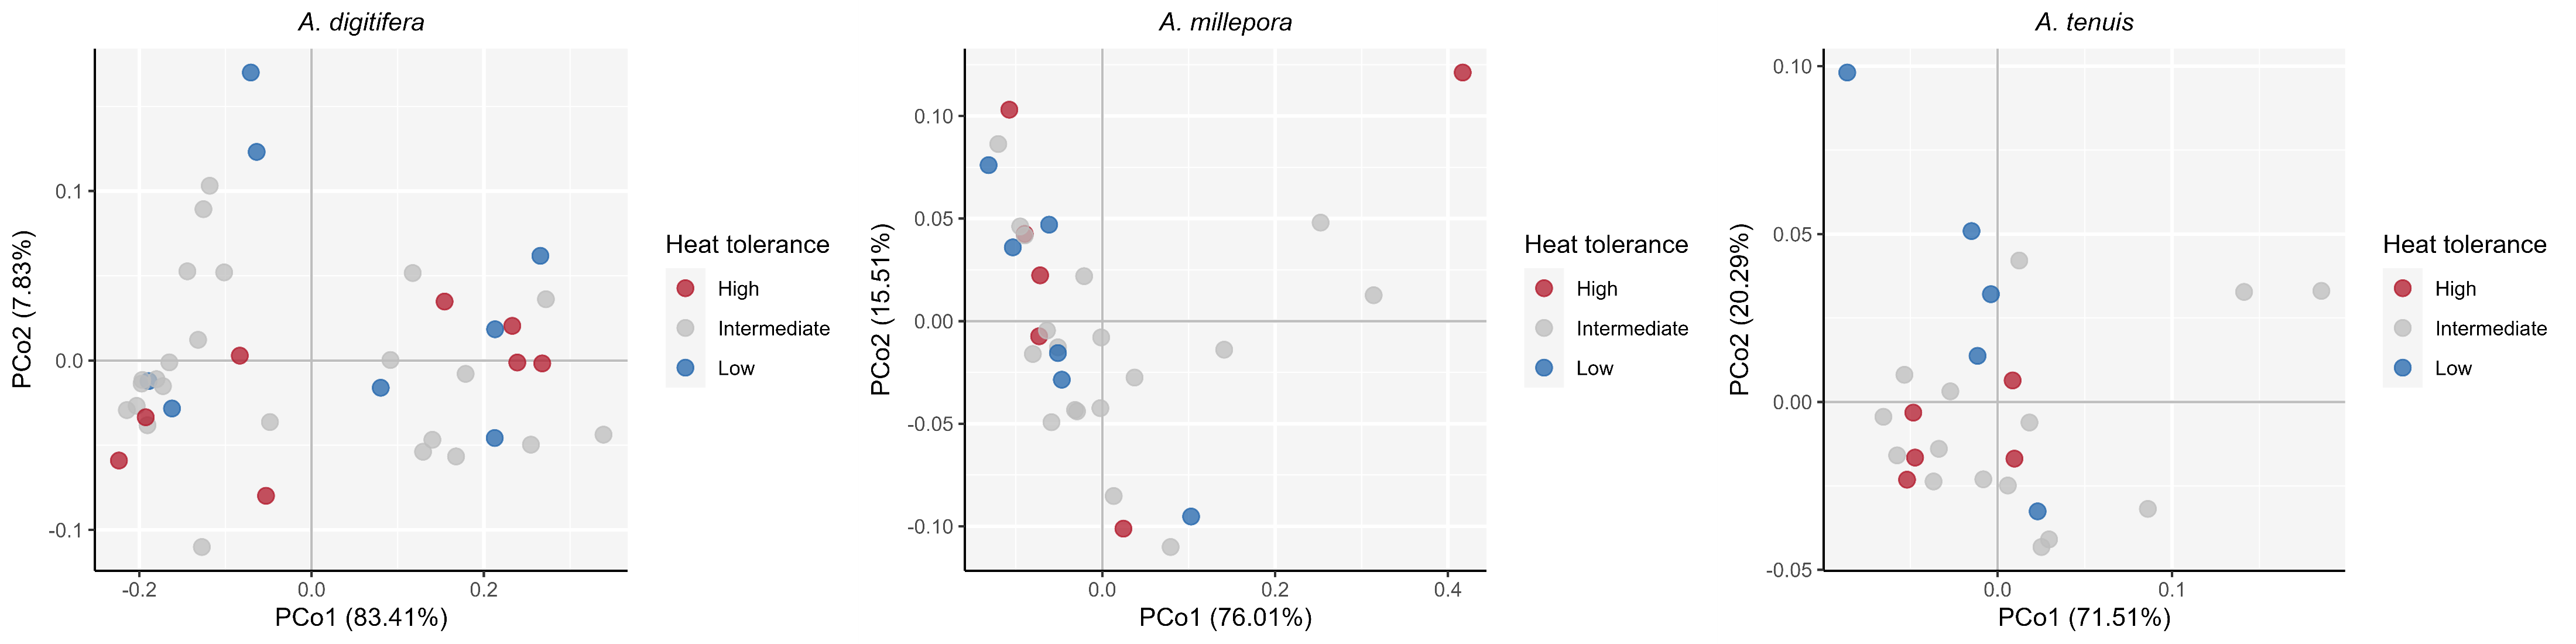 A. digitifera
PCo2 (7.83%)
0.1
0.0
-0.1
-0.2
0.0
0.2
PCo1 (83.41%)
Heat tolerance
High
Intermediate
Low
A. millepora
PCo2 (15.51%)
0.10
0.05
0.00
-0.05
-0.10
0.0
0.2
0.4
PCo1 (76.01%)
Heat tolerance
High
Intermediate
Low
A. tenuis
PCo2 (20.29%)
0.10
0.05
0.00
-0.05
0.0
0.1
PCo1 (71.51%)
Heat tolerance
High
Intermediate
Low